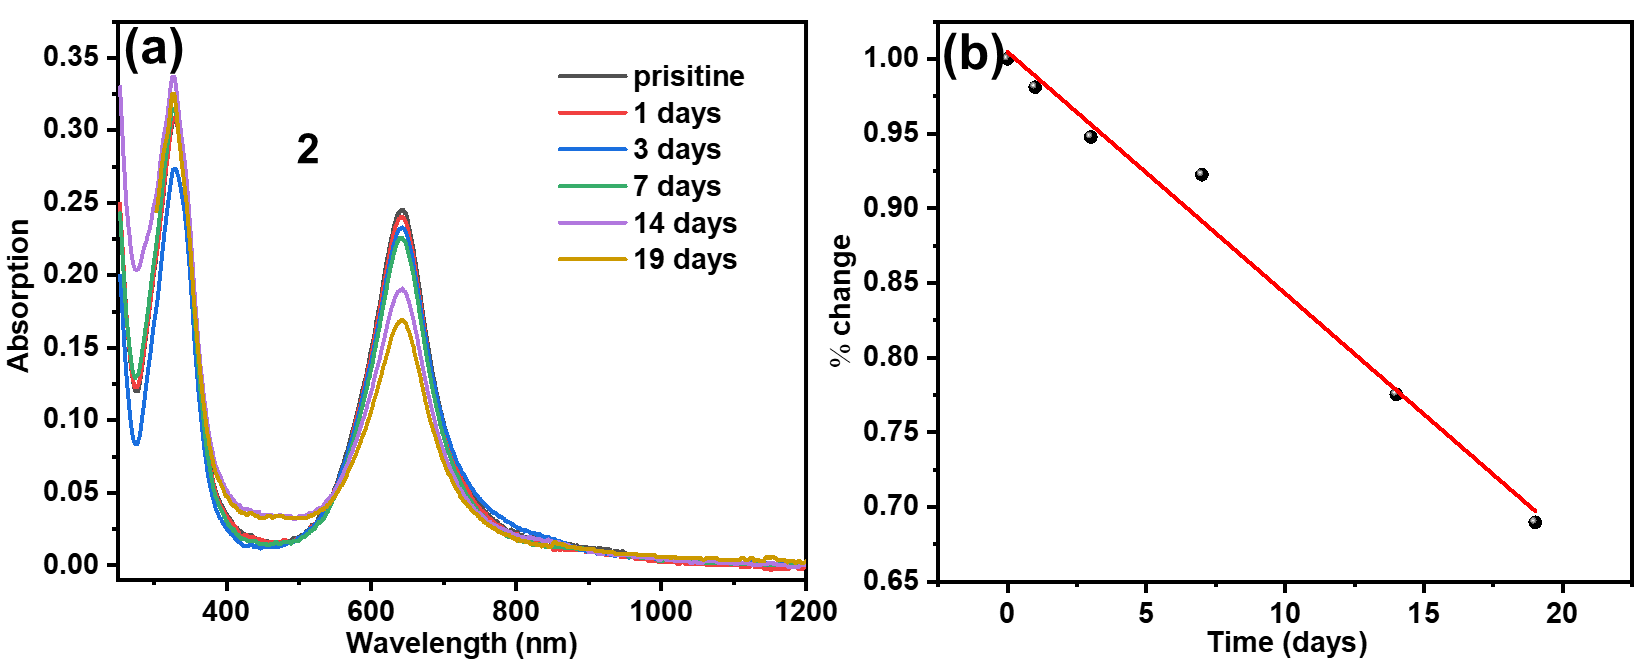 (a)
0.35
0.30
0.25
0.20
0.15
0.10
0.05
0.00
Absorption
2
prisitine
1 days
3 days
7 days
14 days
19 days
400 600 800 1000 1200
Wavelength (nm)
(b)
1.00
0.95
0.90
0.85
0.80
0.75
0.70
0.65
% change
0 5 10 15 20
Time (days)